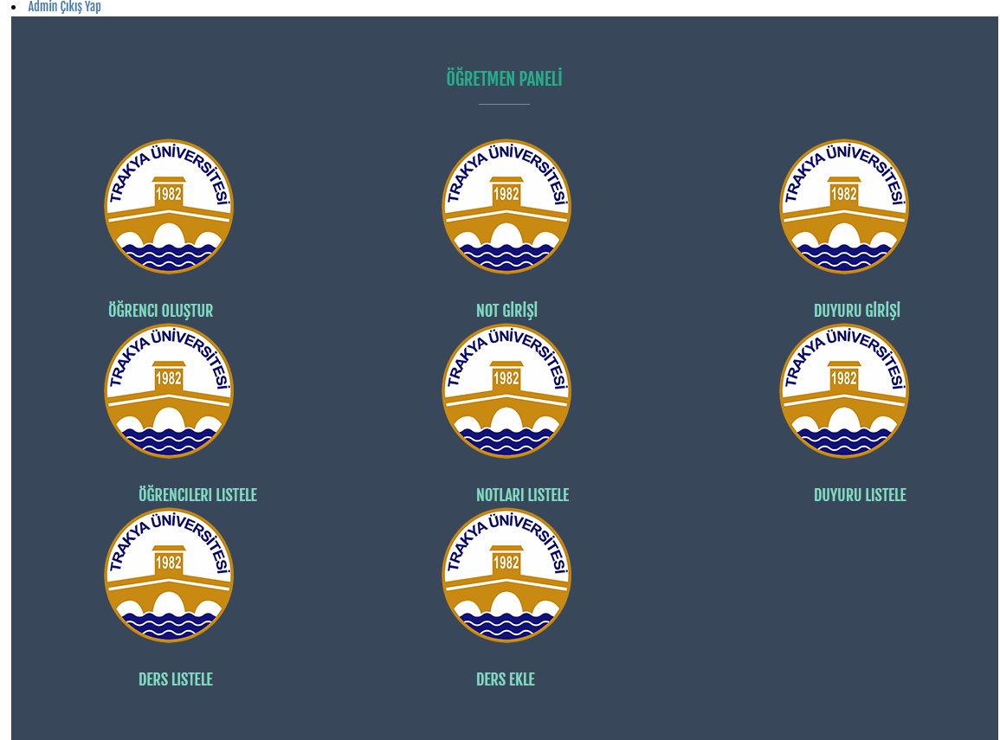 Admin Çıkış Yap
ÖĞRETMEN PANELİ
TRAKYA ÜNİVERSİTESİ
1982
TRAKYA ÜNİVERSİTESİ
1982
TRAKYA ÜNİVERSİTESİ
1982
ÖĞRENCI OLUŞTUR
NOT GİRİŞİ
DUYURU GİRİŞİ
TRAKYA ÜNİVERSİTESİ
1982
TRAKYA ÜNİVERSİTESİ
1982
TRAKYA ÜNİVERSİTESİ
1982
ÖĞRENCILERI LISTELE
NOTLARI LISTELE
DUYURU LISTELE
TRAKYA ÜNİVERSİTESİ
1982
TRAKYA ÜNİVERSİTESİ
1982
DERS LISTELE
DERS EKLE